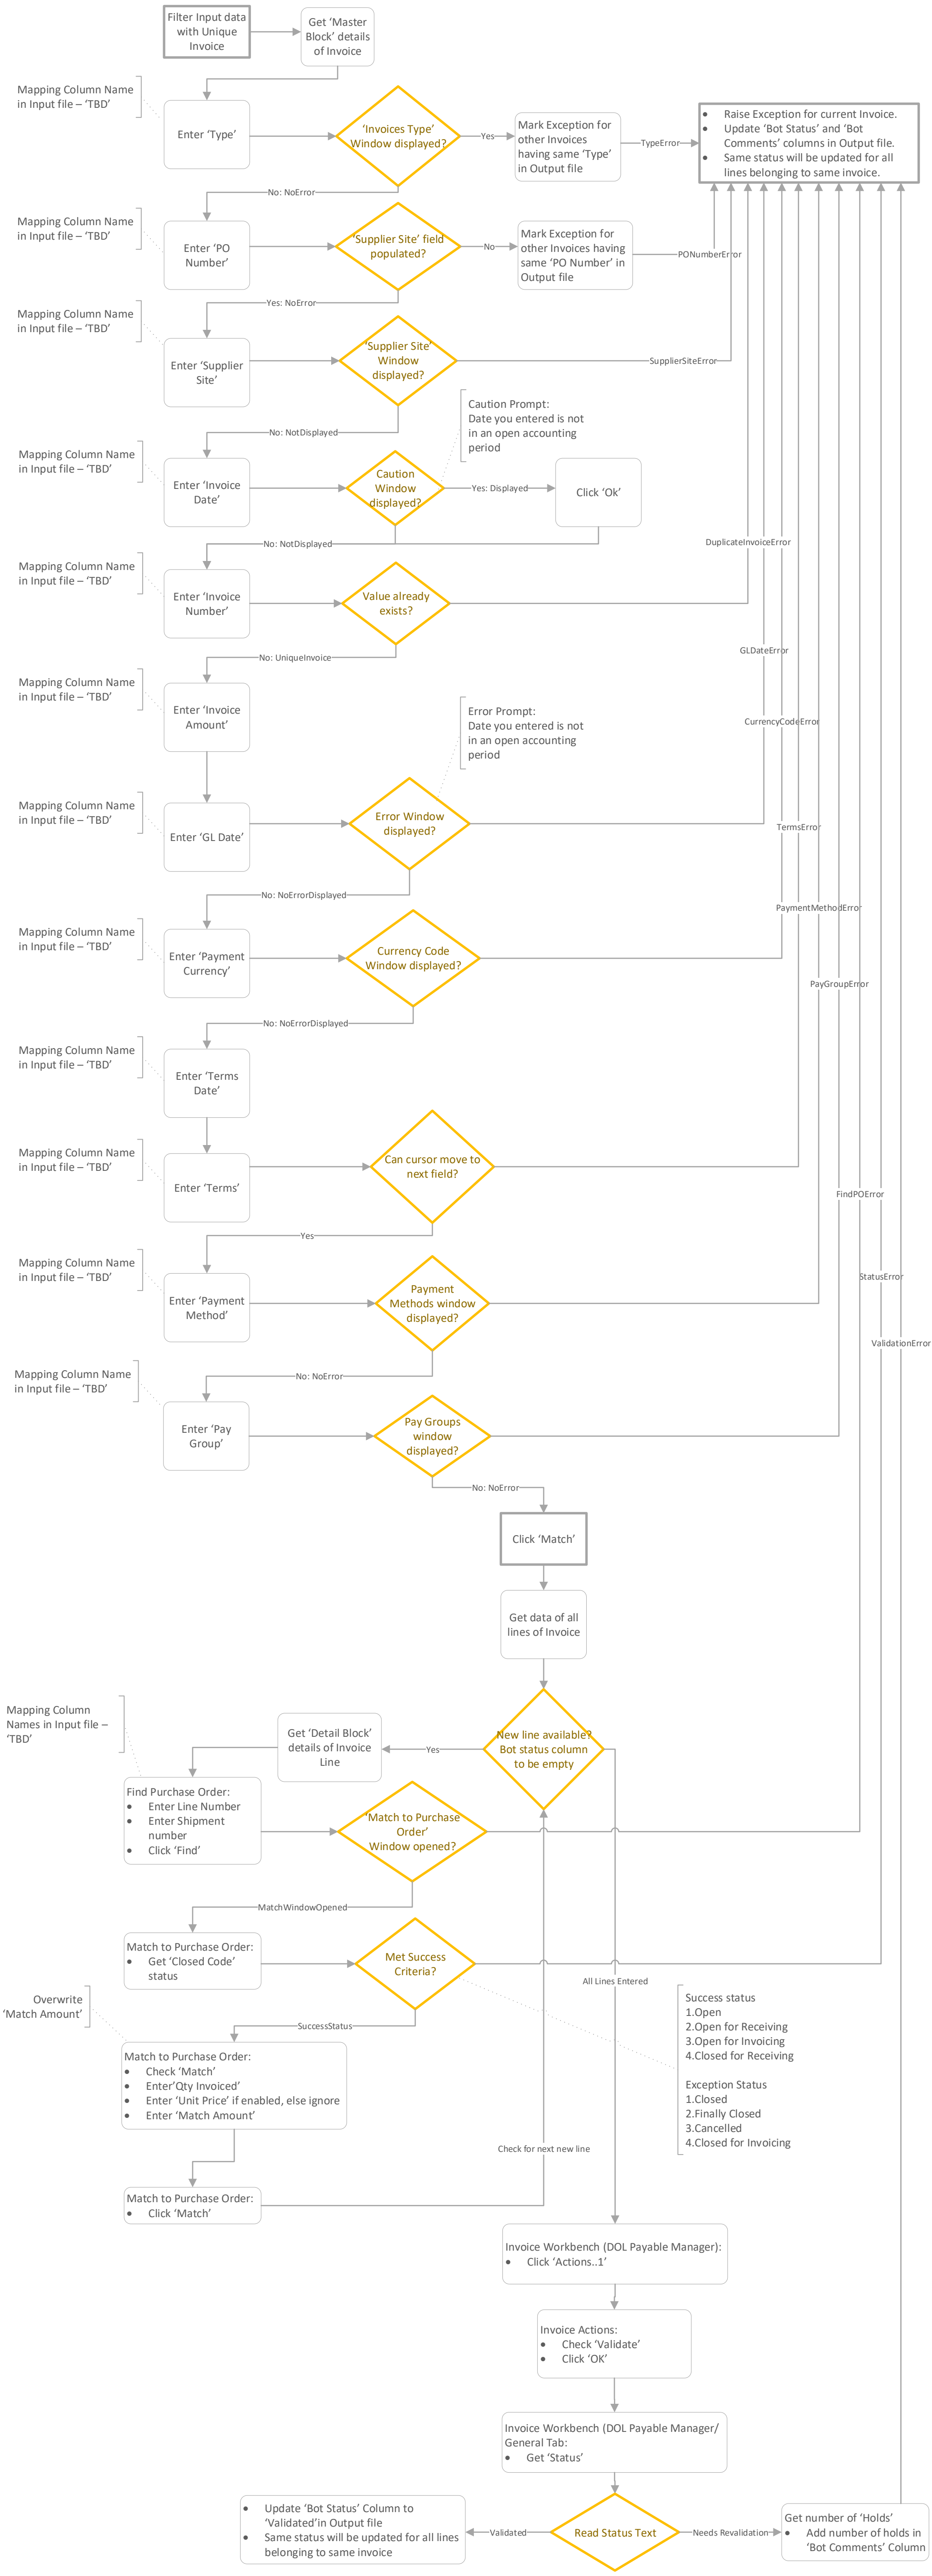 Filter Input data
with Unique
Invoice
Get ‘Master
Block’ details
of Invoice
Mapping Column Name
in Input file – ‘TBD’
Enter ‘Type’
‘Invoices Type’
Window displayed?
Yes
Mark Exception for
other Invoices
having same ‘Type’
in Output file
TypeError
• Raise Exception for current Invoice.
• Update ‘Bot Status’ and ‘Bot
Comments’ columns in Output file.
• Same status will be updated for all
lines belonging to same invoice.
No: NoError
Mapping Column Name
in Input file – ‘TBD’
Enter ‘PO
Number’
‘Supplier Site’ field
populated?
No
Mark Exception for
other Invoices having
same ‘PO Number’ in
Output file
PONumberError
Yes: NoError
Mapping Column Name
in Input file – ‘TBD’
Enter ‘Supplier
Site’
‘Supplier Site’
Window
displayed?
SupplierSiteError
Caution Prompt:
Date you entered is not
in an open accounting
period
No: NotDisplayed
Mapping Column Name
in Input file – ‘TBD’
Enter ‘Invoice
Date’
Caution
Window
displayed?
Yes: Displayed
Click ‘Ok’
No: NotDisplayed
DuplicateInvoiceError
Mapping Column Name
in Input file – ‘TBD’
Enter ‘Invoice
Number’
Value already
exists?
No: UniqueInvoice
GLDateError
Mapping Column Name
in Input file – ‘TBD’
Enter ‘Invoice
Amount’
Error Prompt:
Date you entered is not
in an open accounting
period
CurrencyCodeError
Mapping Column Name
in Input file – ‘TBD’
Enter ‘GL Date’
Error Window
displayed?
TermsError
No: NoErrorDisplayed
PaymentMethodError
Mapping Column Name
in Input file – ‘TBD’
Enter ‘Payment
Currency’
Currency Code
Window displayed?
PayGroupError
No: NoErrorDisplayed
Mapping Column Name
in Input file – ‘TBD’
Enter ‘Terms
Date’
Mapping Column Name
in Input file – ‘TBD’
Enter ‘Terms’
Can cursor move to
next field?
FindPOError
Yes
Mapping Column Name
in Input file – ‘TBD’
Enter ‘Payment
Method’
Payment
Methods window
displayed?
StatusError
ValidationError
No: NoError
Mapping Column Name
in Input file – ‘TBD’
Enter ‘Pay
Group’
Pay Groups
window
displayed?
No: NoError
Click ‘Match’
Get data of all
lines of Invoice
Mapping Column
Names in Input file –
‘TBD’
New line available?
Bot status column
to be empty
Yes
Get ‘Detail Block’
details of Invoice
Line
Find Purchase Order:
• Enter Line Number
• Enter Shipment
number
• Click ‘Find’
‘Match to Purchase
Order’
Window opened?
MatchWindowOpened
Match to Purchase Order:
• Get ‘Closed Code’
status
Met Success
Criteria?
All Lines Entered
Success status
1.Open
2.Open for Receiving
3.Open for Invoicing
4.Closed for Receiving
Exception Status
1.Closed
2.Finally Closed
3.Cancelled
4.Closed for Invoicing
Overwrite
‘Match Amount’
SuccessStatus
Match to Purchase Order:
• Check ‘Match’
• Enter’Qty Invoiced’
• Enter ‘Unit Price’ if enabled, else ignore
• Enter ‘Match Amount’
Check for next new line
Match to Purchase Order:
• Click ‘Match’
Invoice Workbench (DOL Payable Manager):
• Click ‘Actions..1’
Invoice Actions:
• Check ‘Validate’
• Click ‘OK’
Invoice Workbench (DOL Payable Manager/
General Tab:
• Get ‘Status’
Read Status Text
Validated
• Update ‘Bot Status’ Column to
‘Validated’in Output file
• Same status will be updated for all lines
belonging to same invoice
Needs Revalidation
Get number of ‘Holds’
• Add number of holds in
‘Bot Comments’ Column